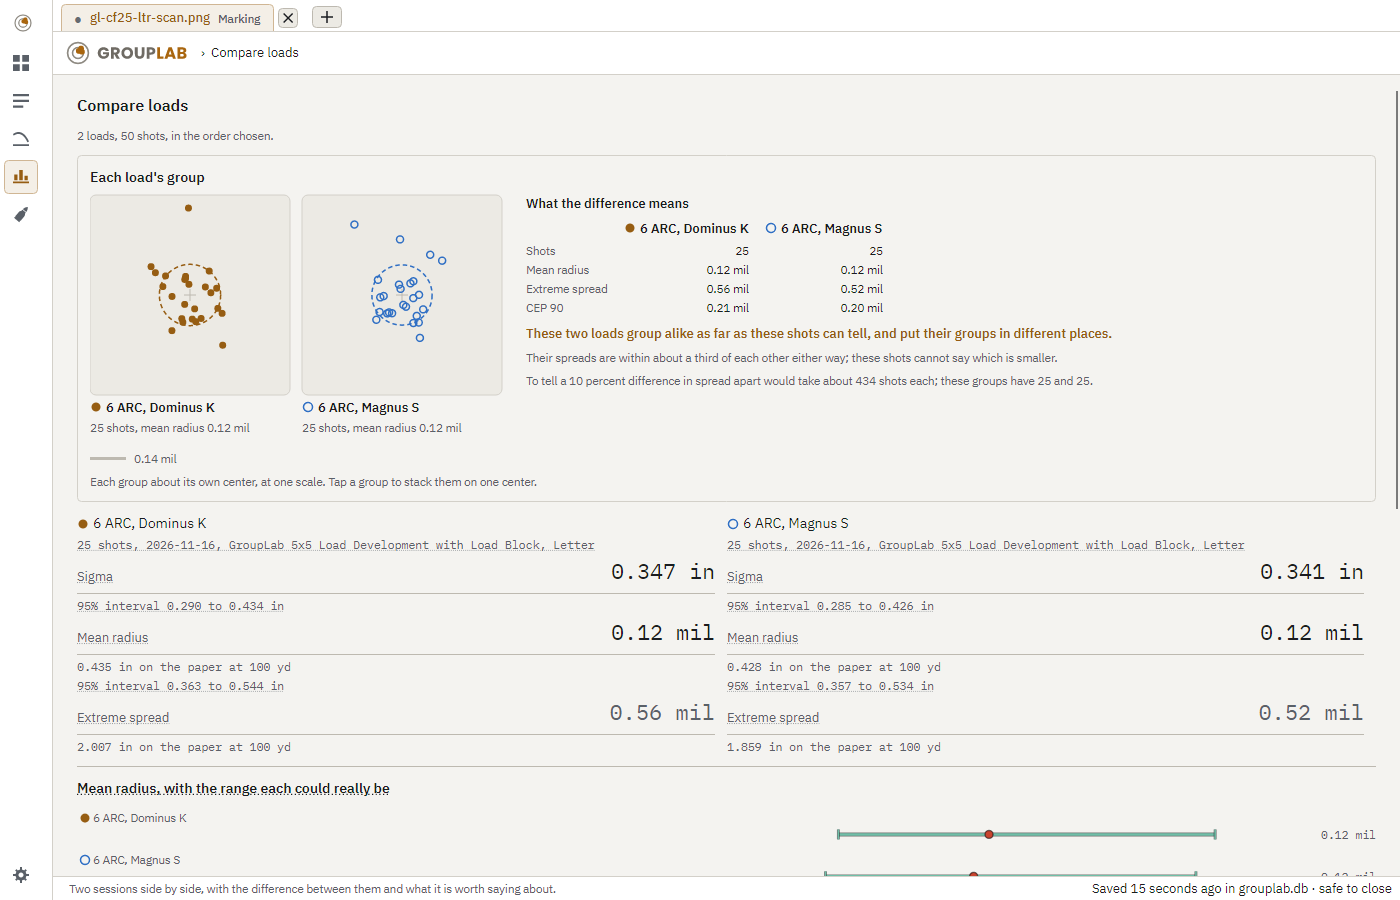 gl-cf25-ltr-scan.png Marking
GROUPLAB › Compare loads
Compare loads
2 loads, 50 shots, in the order chosen.
Each load's group
What the difference means
6 ARC, Dominus K 6 ARC, Magnus S
Shots 25 25
Mean radius 0.12 mil 0.12 mil
Extreme spread 0.56 mil 0.52 mil
CEP 90 0.21 mil 0.20 mil
These two loads group alike as far as these shots can tell, and put their groups in different places.
Their spreads are within about a third of each other either way; these shots cannot say which is smaller.
To tell a 10 percent difference in spread apart would take about 434 shots each; these groups have 25 and 25.
6 ARC, Dominus K
25 shots, mean radius 0.12 mil
6 ARC, Magnus S
25 shots, mean radius 0.12 mil
0.14 mil
Each group about its own center, at one scale. Tap a group to stack them on one center.
6 ARC, Dominus K
25 shots, 2026-11-16, GroupLab 5x5 Load Development with Load Block, Letter
Sigma 0.347 in
95% interval 0.290 to 0.434 in
Mean radius 0.12 mil
0.435 in on the paper at 100 yd
95% interval 0.363 to 0.544 in
Extreme spread 0.56 mil
2.007 in on the paper at 100 yd
6 ARC, Magnus S
25 shots, 2026-11-16, GroupLab 5x5 Load Development with Load Block, Letter
Sigma 0.341 in
95% interval 0.285 to 0.426 in
Mean radius 0.12 mil
0.428 in on the paper at 100 yd
95% interval 0.357 to 0.534 in
Extreme spread 0.52 mil
1.859 in on the paper at 100 yd
Mean radius, with the range each could really be
6 ARC, Dominus K 0.12 mil
6 ARC, Magnus S
Two sessions side by side, with the difference between them and what it is worth saying about.
Saved 15 seconds ago in grouplab.db · safe to close